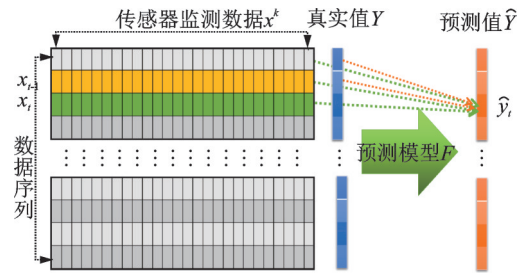 传感器监测数据x^k
真实值Y
预测值Ŷ
x_{t-1}
x_t
ŷ_t
数据序列
预测模型F